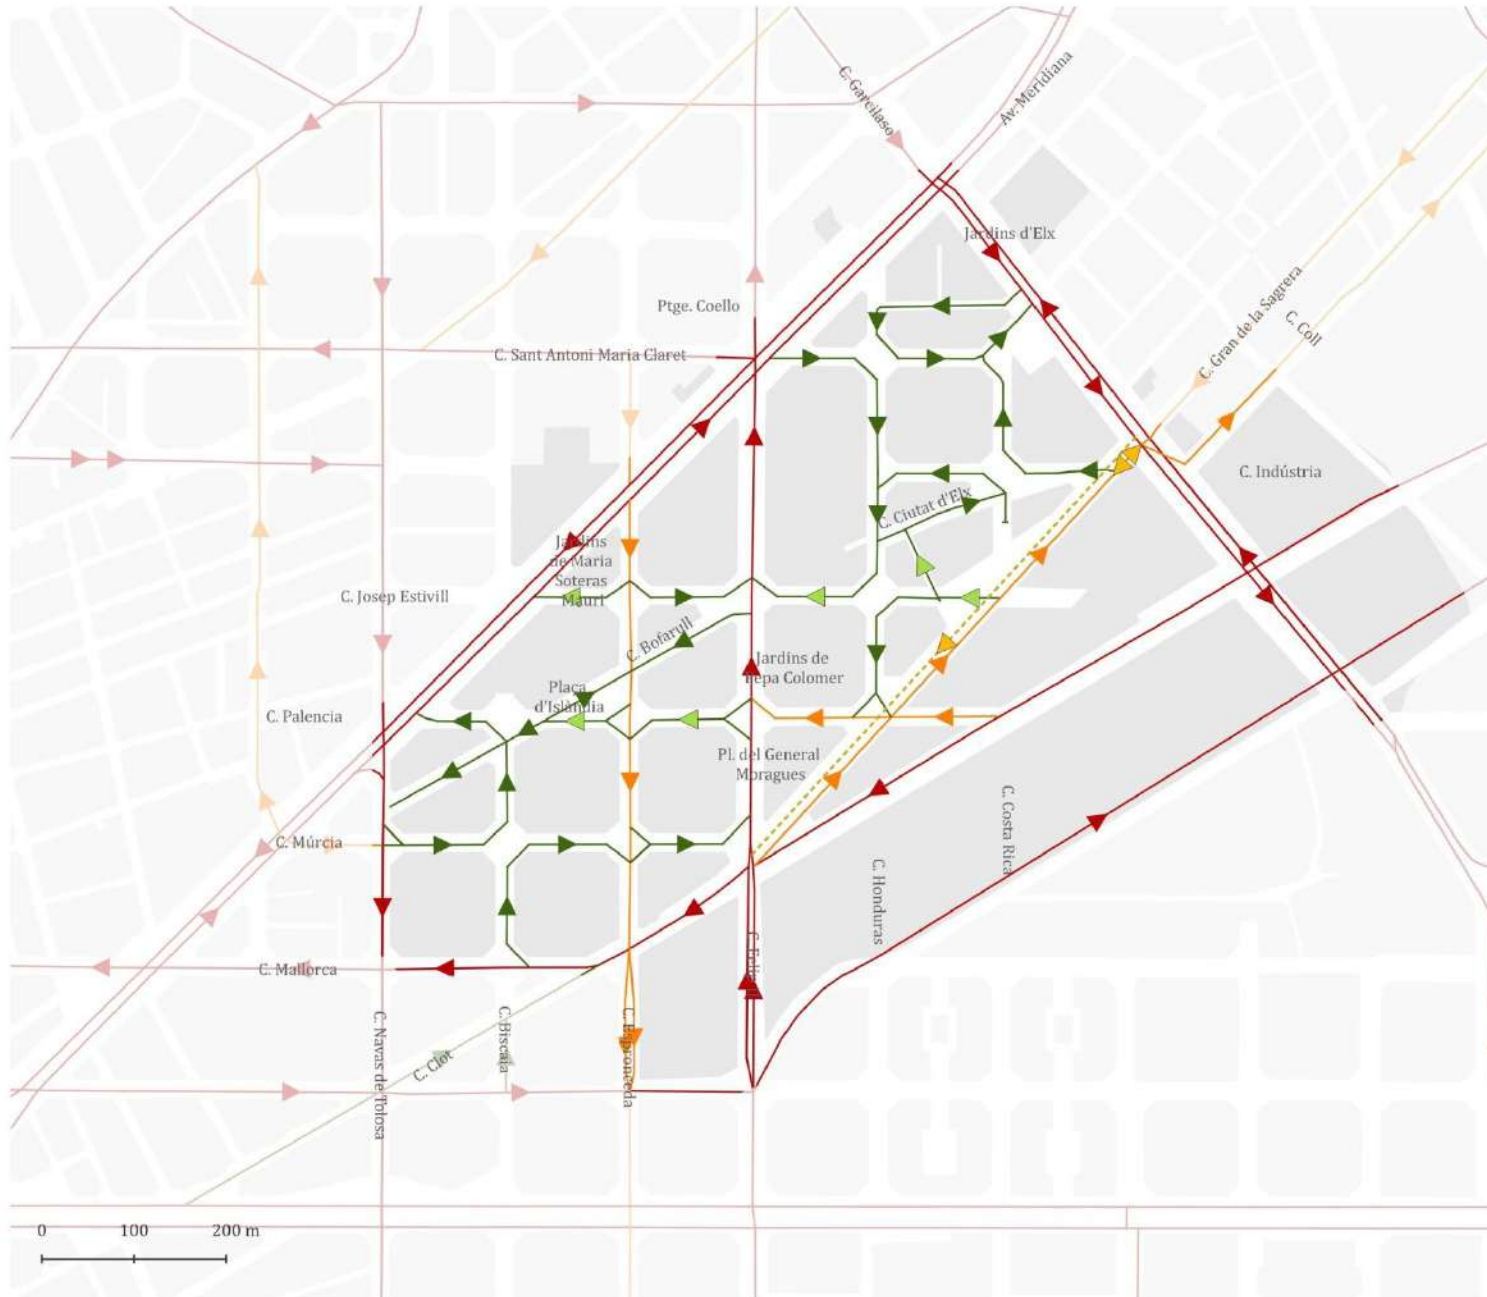 C. Garcilaso
Av. Meridiana
Jardins d'Elx
Ptge. Coello
C. Gran de la Sagrera
C. Coll
C. Sant Antoni Maria Claret
C. Indústria
C. Ciutat d'Elx
Jardins
de Maria
Soteras
Mauri
C. Josep Estivill
C. Bofarull
Jardins de
Pepa Colomer
Plaça
d'Islàndia
C. Palencia
Pl. del General
Moragues
C. Costa Rica
C. Múrcia
C. Honduras
C. Mallorca
C. Navas de Tolosa
C. Clot
C. Biscaia
C. Espronceda
0 100 200 m